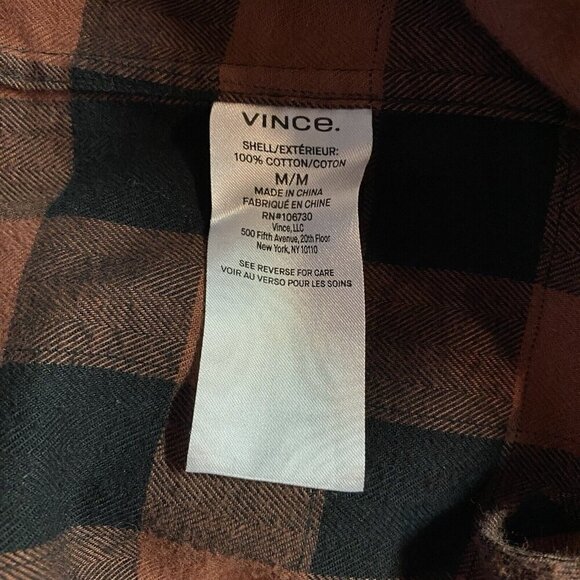 VINCe.
SHELL/EXTÉRIEUR:
100% COTTON/COTON
M/M
MADE IN CHINA
FABRIQUÉ EN CHINE
RN#106730
Vince, LLC
500 Fifth Avenue, 20th Floor
New York, NY 10110
SEE REVERSE FOR CARE
VOIR AU VERSO POUR LES SOINS